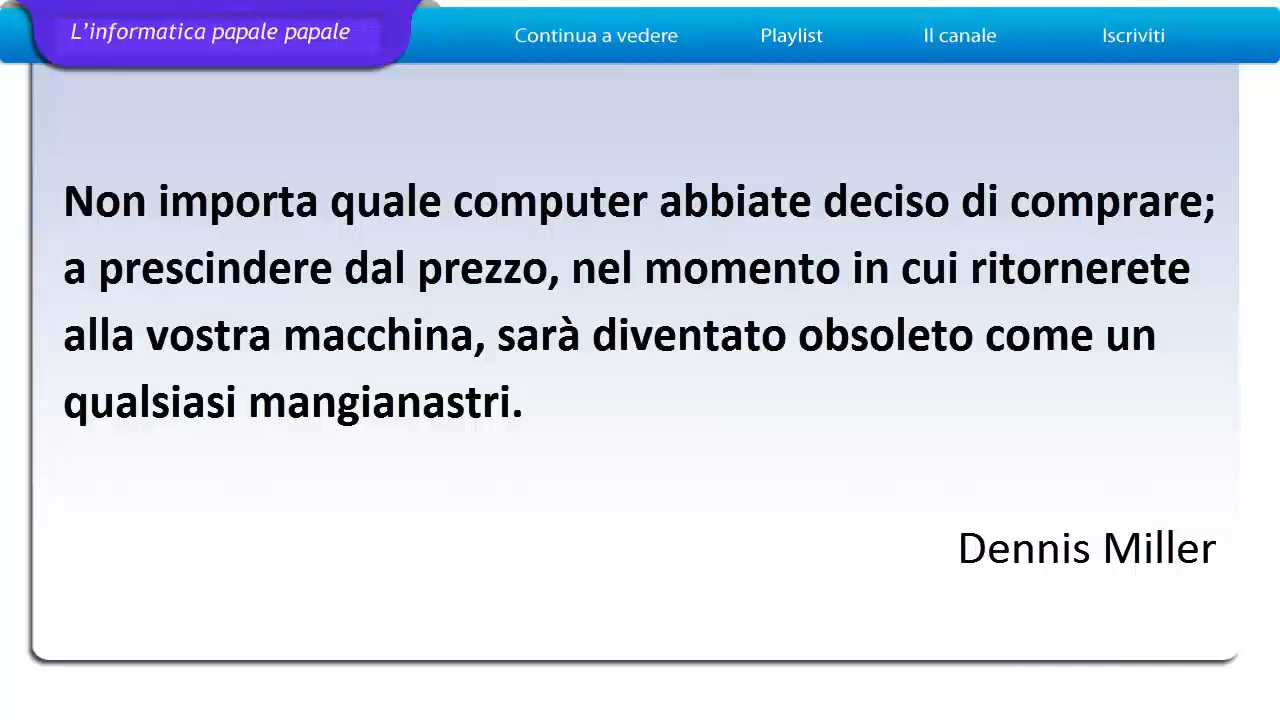 L'informatica papale papale
Continua a vedere
Playlist
Il canale
Iscriviti
Non importa quale computer abbiate deciso di comprare;
a prescindere dal prezzo, nel momento in cui ritornerete
alla vostra macchina, sarà diventato obsoleto come un
qualsiasi mangianastri.
Dennis Miller